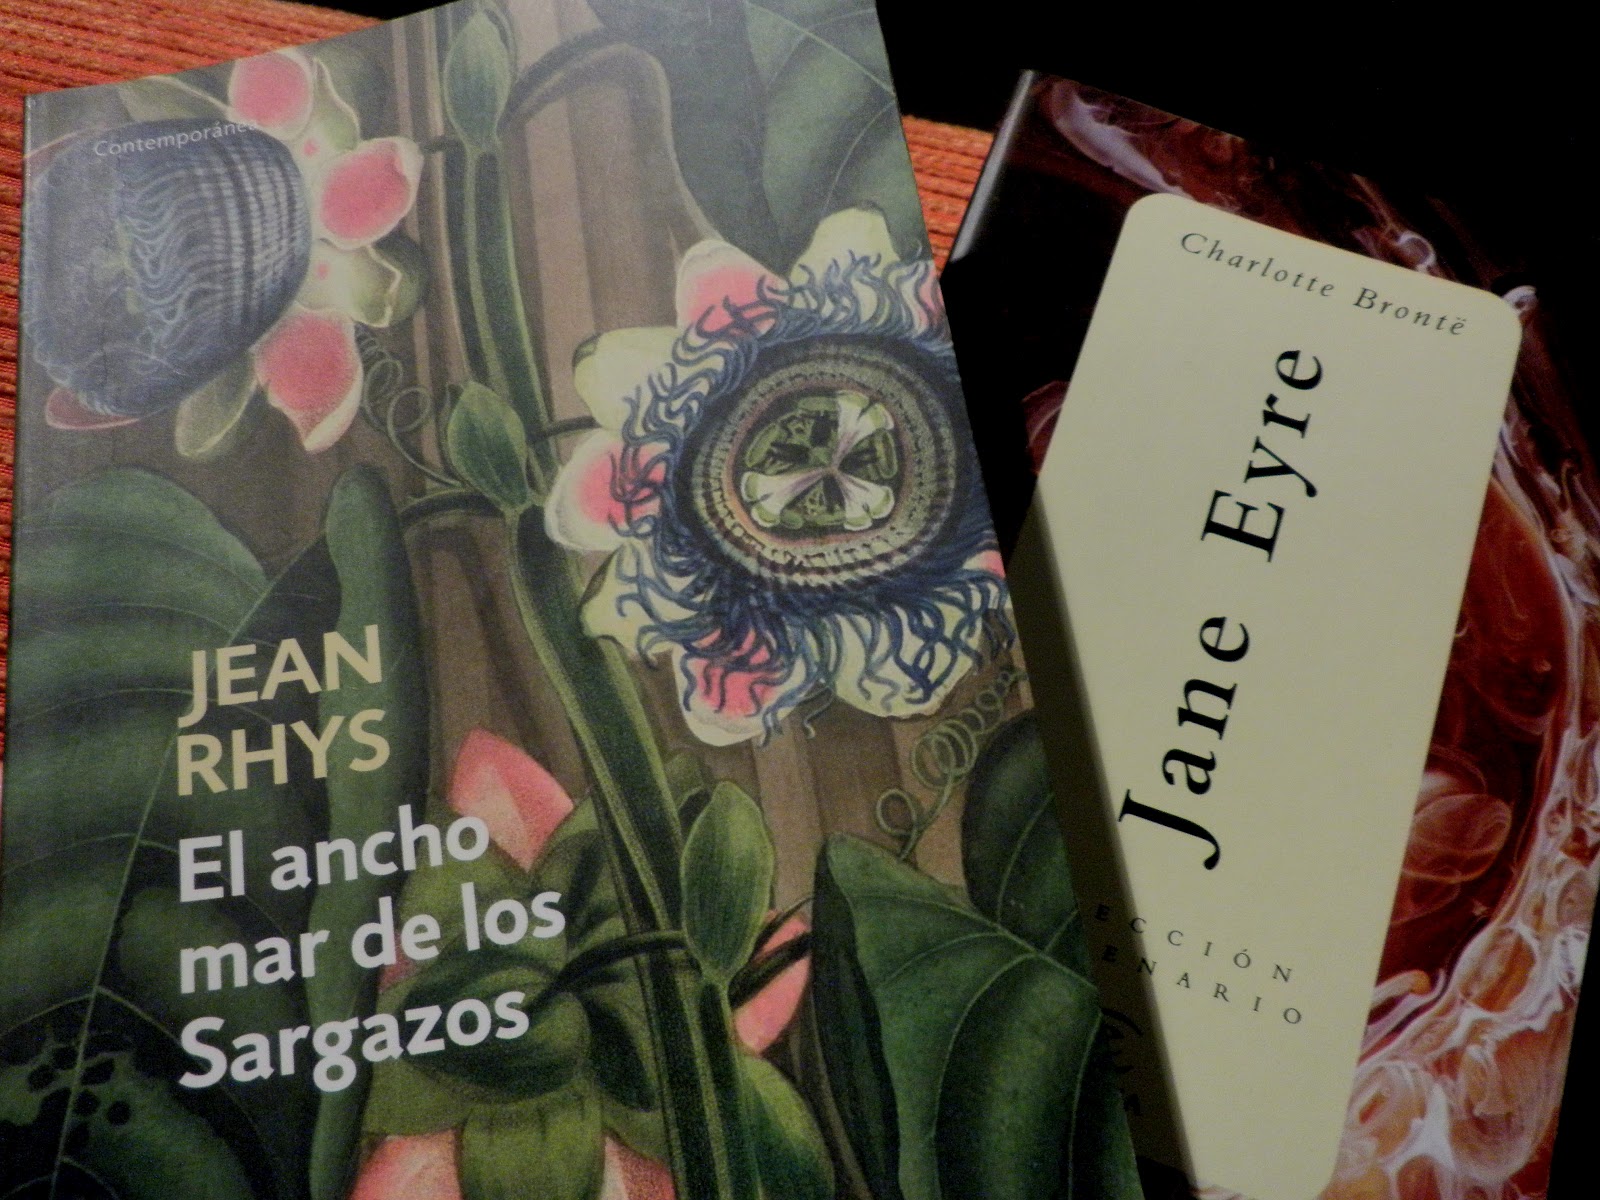 Contemporánea
JEAN
RHYS
El ancho
mar de los
Sargazos
Charlotte Brontë
Jane Eyre
ECCIÓN
ENARIO